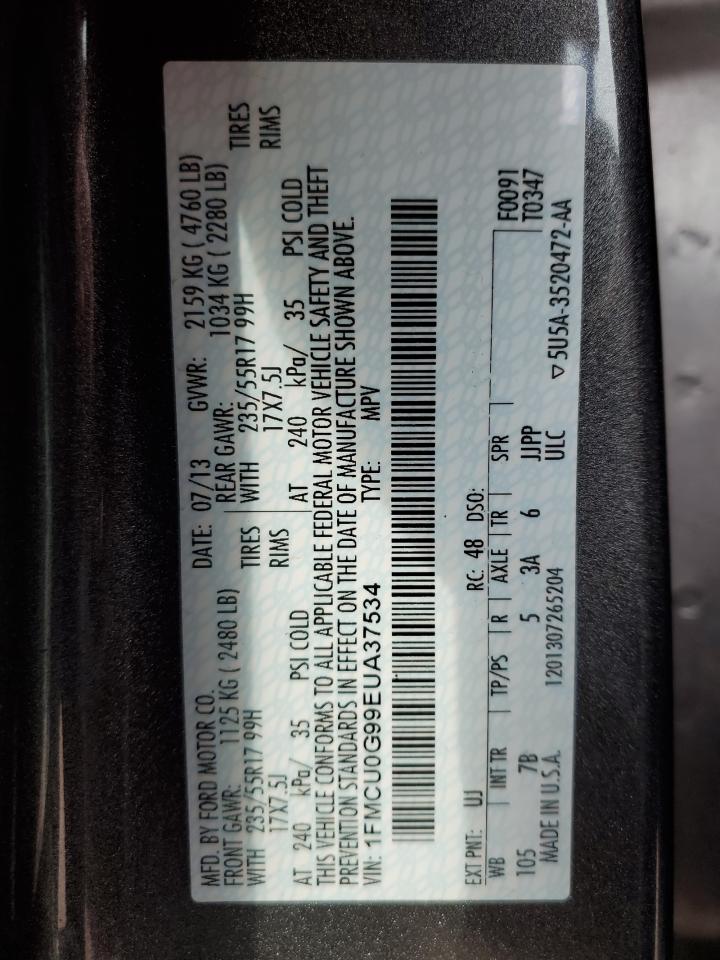 MFD. BY FORD MOTOR CO. DATE: 07/13 GVWR: 2159 KG ( 4760 LB)
FRONT GAWR: 1125 KG ( 2480 LB) REAR GAWR: 1034 KG ( 2280 LB)
WITH 235/55R17 99H TIRES WITH 235/55R17 99H TIRES
17X7.5J RIMS 17X7.5J RIMS
AT 240 kPa/ 35 PSI COLD AT 240 kPa/ 35 PSI COLD
THIS VEHICLE CONFORMS TO ALL APPLICABLE FEDERAL MOTOR VEHICLE SAFETY AND THEFT
PREVENTION STANDARDS IN EFFECT ON THE DATE OF MANUFACTURE SHOWN ABOVE.
VIN: 1FMCU0G99EUA37534 TYPE: MPV
EXT PNT: UJ RC: 48 DSO:
WB INT TR TP/PS R AXLE TR SPR F0091
105 7B 5 3A 6 JJPP T0347
MADE IN U.S.A. 1201307265204 ULC ▽5U5A-3520472-AA